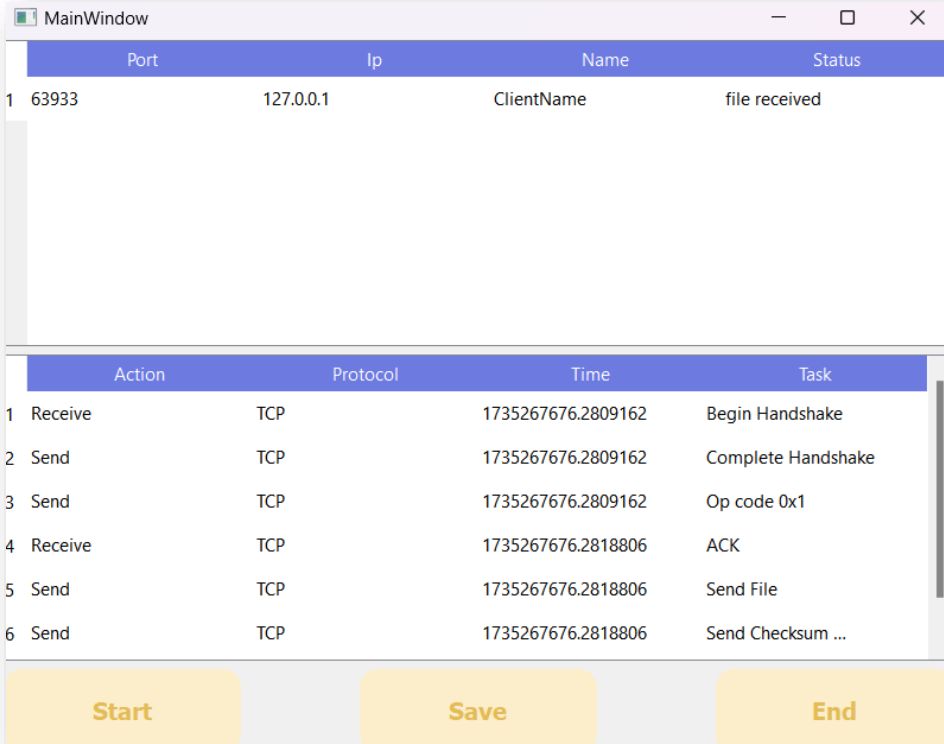 MainWindow
Port Ip Name Status
1 63933 127.0.0.1 ClientName file received
Action Protocol Time Task
1 Receive TCP 1735267676.2809162 Begin Handshake
2 Send TCP 1735267676.2809162 Complete Handshake
3 Send TCP 1735267676.2809162 Op code 0x1
4 Receive TCP 1735267676.2818806 ACK
5 Send TCP 1735267676.2818806 Send File
6 Send TCP 1735267676.2818806 Send Checksum ...
Start Save End